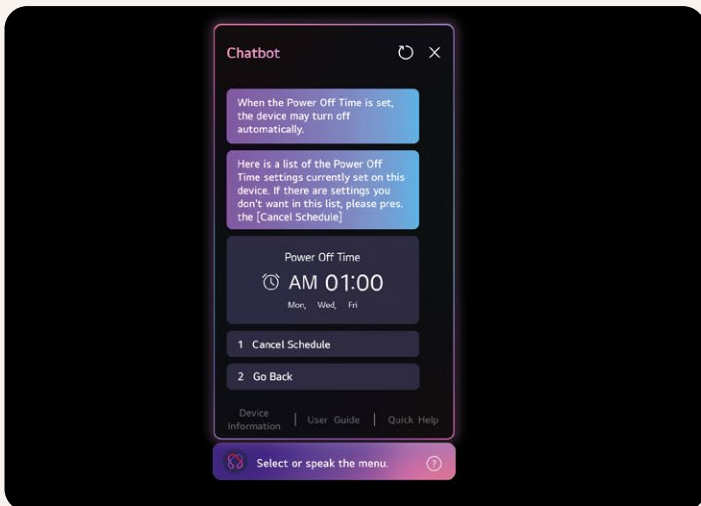 Chatbot
When the Power Off Time is set,
the device may turn off
automatically.
Here is a list of the Power Off
Time settings currently set on this
device. If there are settings you
don't want in this list, please pres.
the [Cancel Schedule]
Power Off Time
AM 01:00
Mon, Wed, Fri
1 Cancel Schedule
2 Go Back
Device
Information | User Guide | Quick Help
Select or speak the menu. ?